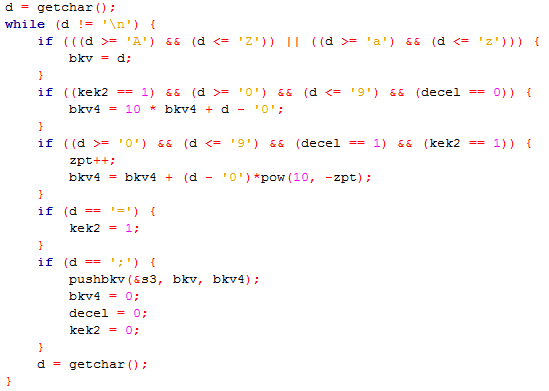 d = getchar();
while (d != '\n') {
    if (((d >= 'A') && (d <= 'Z')) || ((d >= 'a') && (d <= 'z'))) {
        bkv = d;
    }
    if ((kek2 == 1) && (d >= '0') && (d <= '9') && (decel == 0)) {
        bkv4 = 10 * bkv4 + d - '0';
    }
    if ((d >= '0') && (d <= '9') && (decel == 1) && (kek2 == 1)) {
        zpt++;
        bkv4 = bkv4 + (d - '0')*pow(10, -zpt);
    }
    if (d == '=') {
        kek2 = 1;
    }
    if (d == ';') {
        pushbkv(&s3, bkv, bkv4);
        bkv4 = 0;
        decel = 0;
        kek2 = 0;
    }
    d = getchar();
}